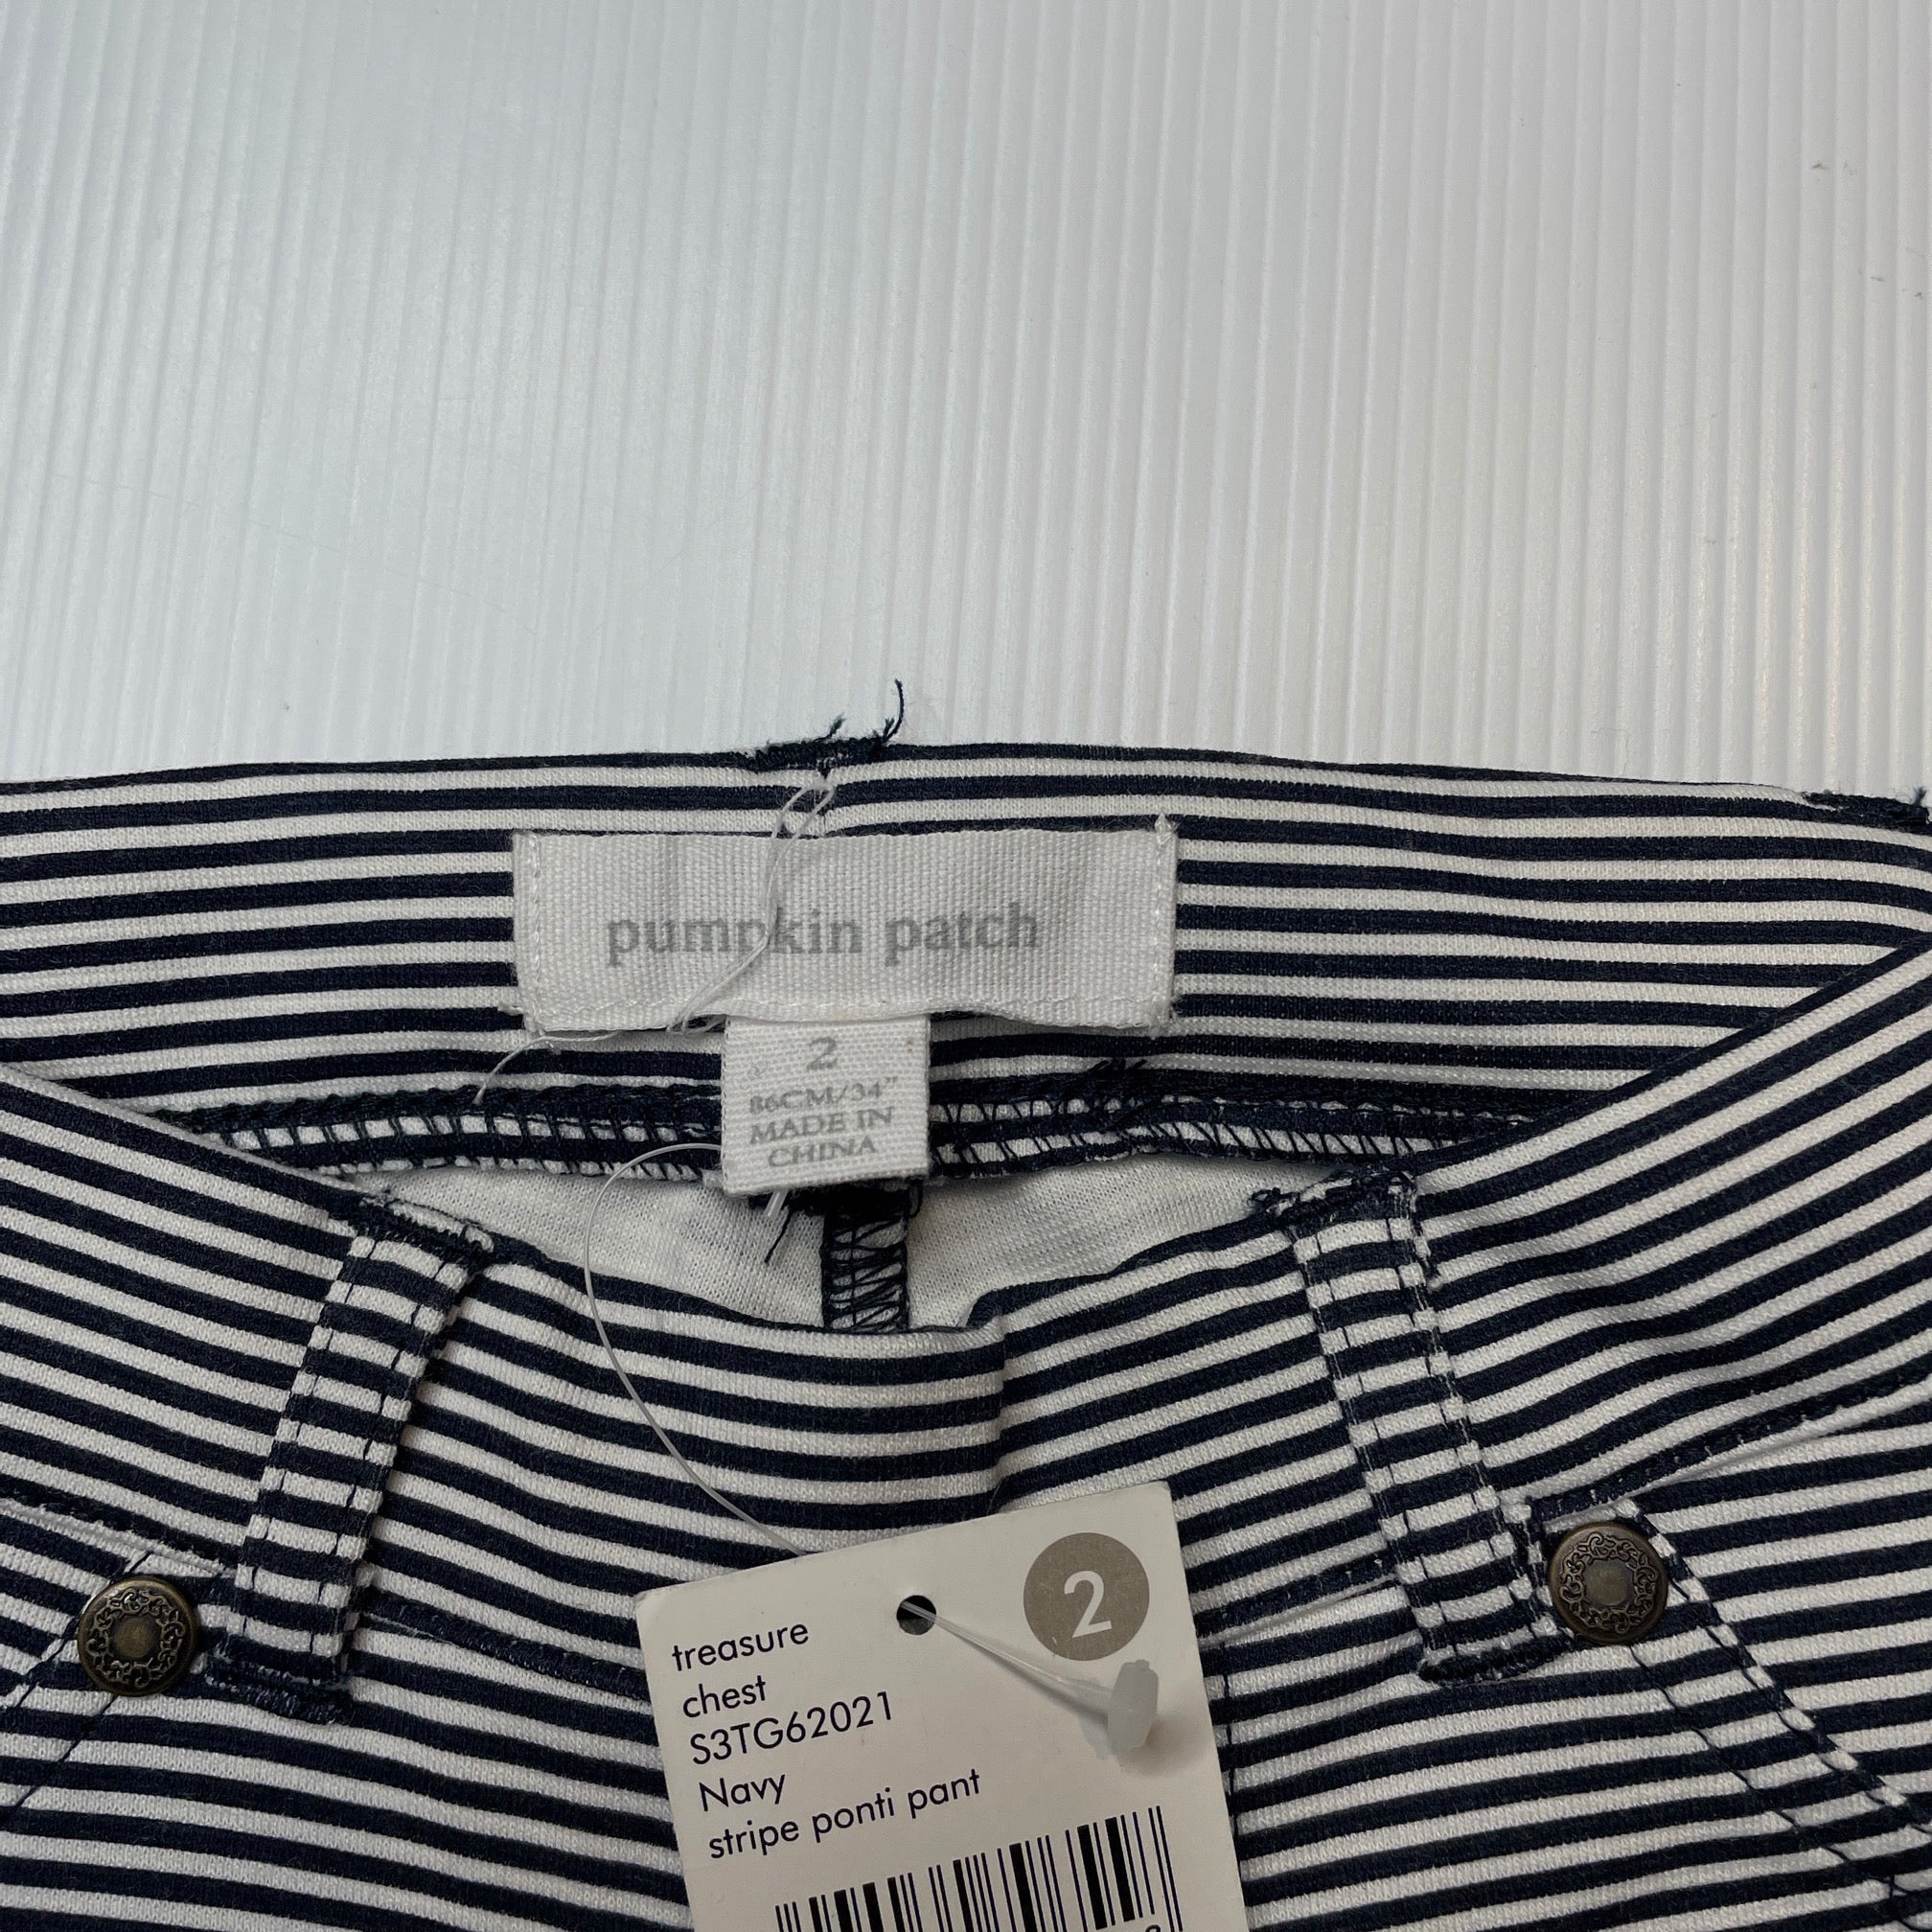 pumpkin patch
2
86CM/34"
MADE IN
CHINA
2
treasure
chest
S3TG62021
Navy
stripe ponti pant